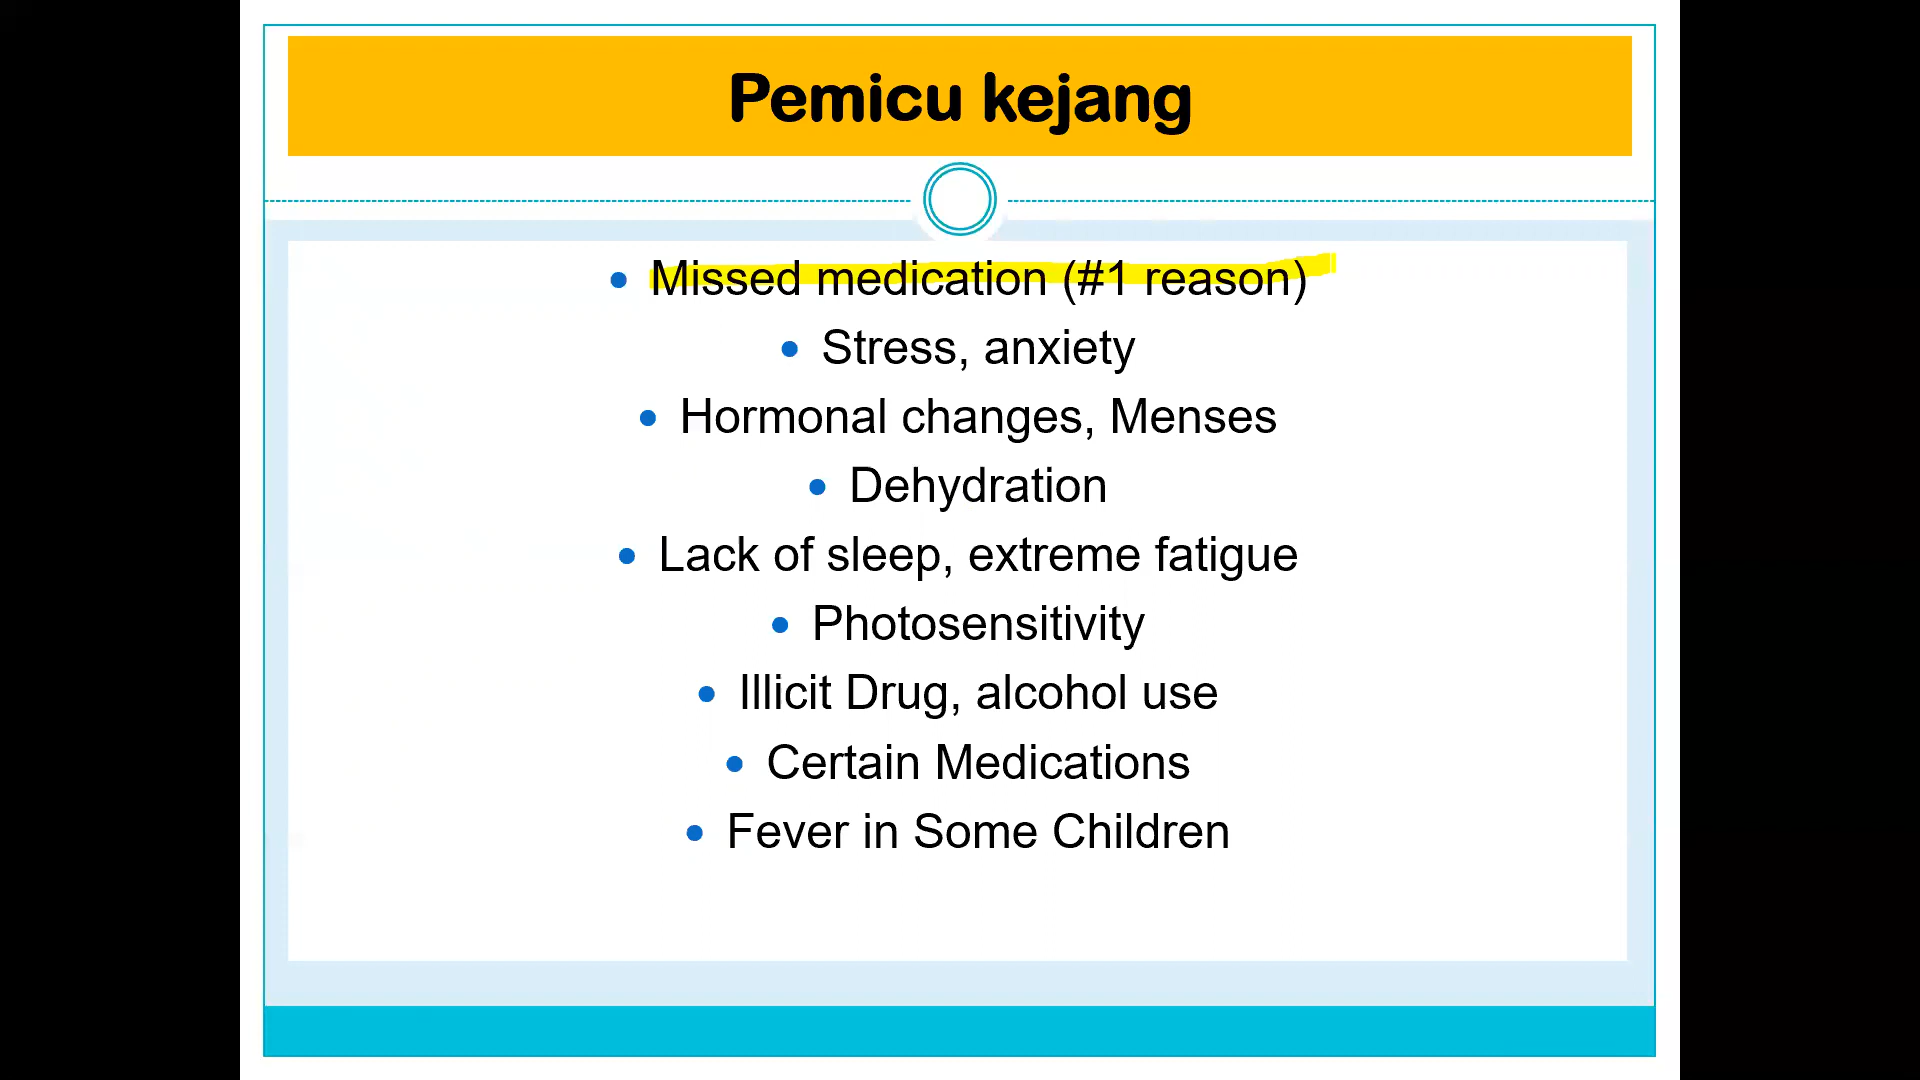 Pemicu kejang
• Missed medication (#1 reason)
• Stress, anxiety
• Hormonal changes, Menses
• Dehydration
• Lack of sleep, extreme fatigue
• Photosensitivity
• Illicit Drug, alcohol use
• Certain Medications
• Fever in Some Children